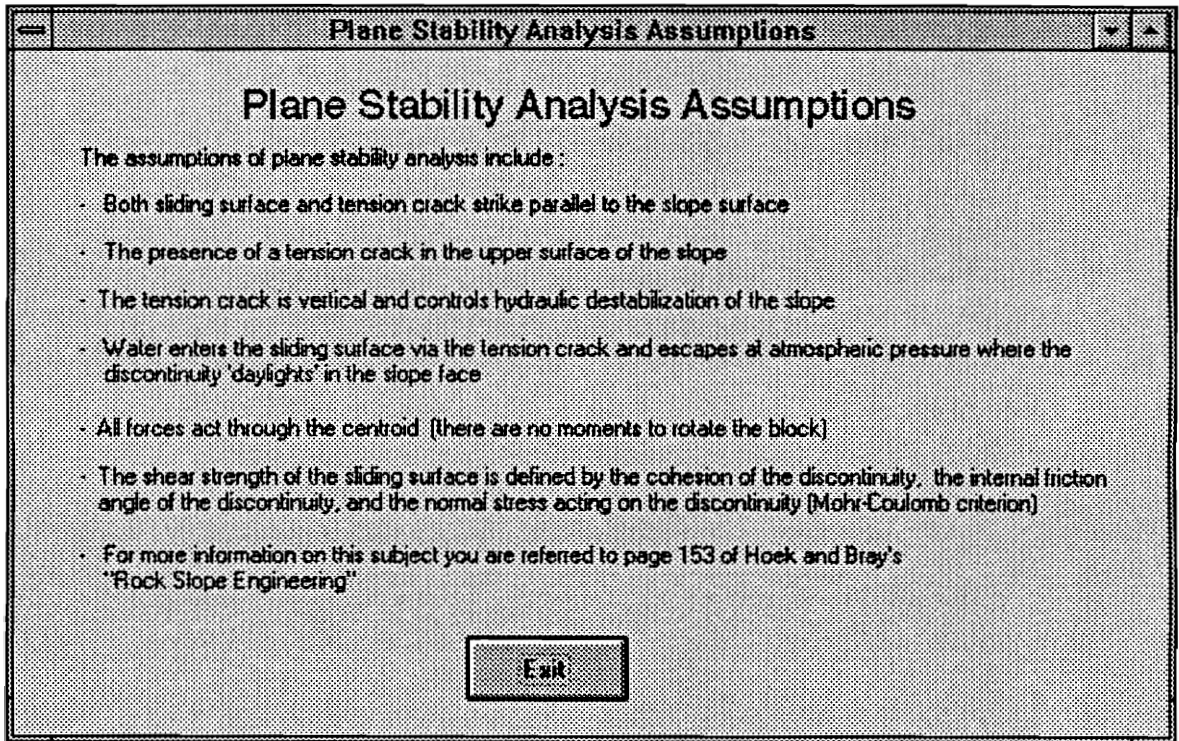 Plane Stability Analysis Assumptions
Plane Stability Analysis Assumptions
The assumptions of plane stability analysis include :
- Both sliding surface and tension crack strike parallel to the slope surface
- The presence of a tension crack in the upper surface of the slope
- The tension crack is vertical and controls hydraulic destabilization of the slope
- Water enters the sliding surface via the tension crack and escapes at atmospheric pressure where the
discontinuity 'daylights' in the slope face
- All forces act through the centroid (there are no moments to rotate the block)
- The shear strength of the sliding surface is defined by the cohesion of the discontinuity, the internal friction
angle of the discontinuity, and the normal stress acting on the discontinuity (Mohr-Coulomb criterion)
- For more information on this subject you are referred to page 153 of Hoek and Bray's
"Rock Slope Engineering"
Exit